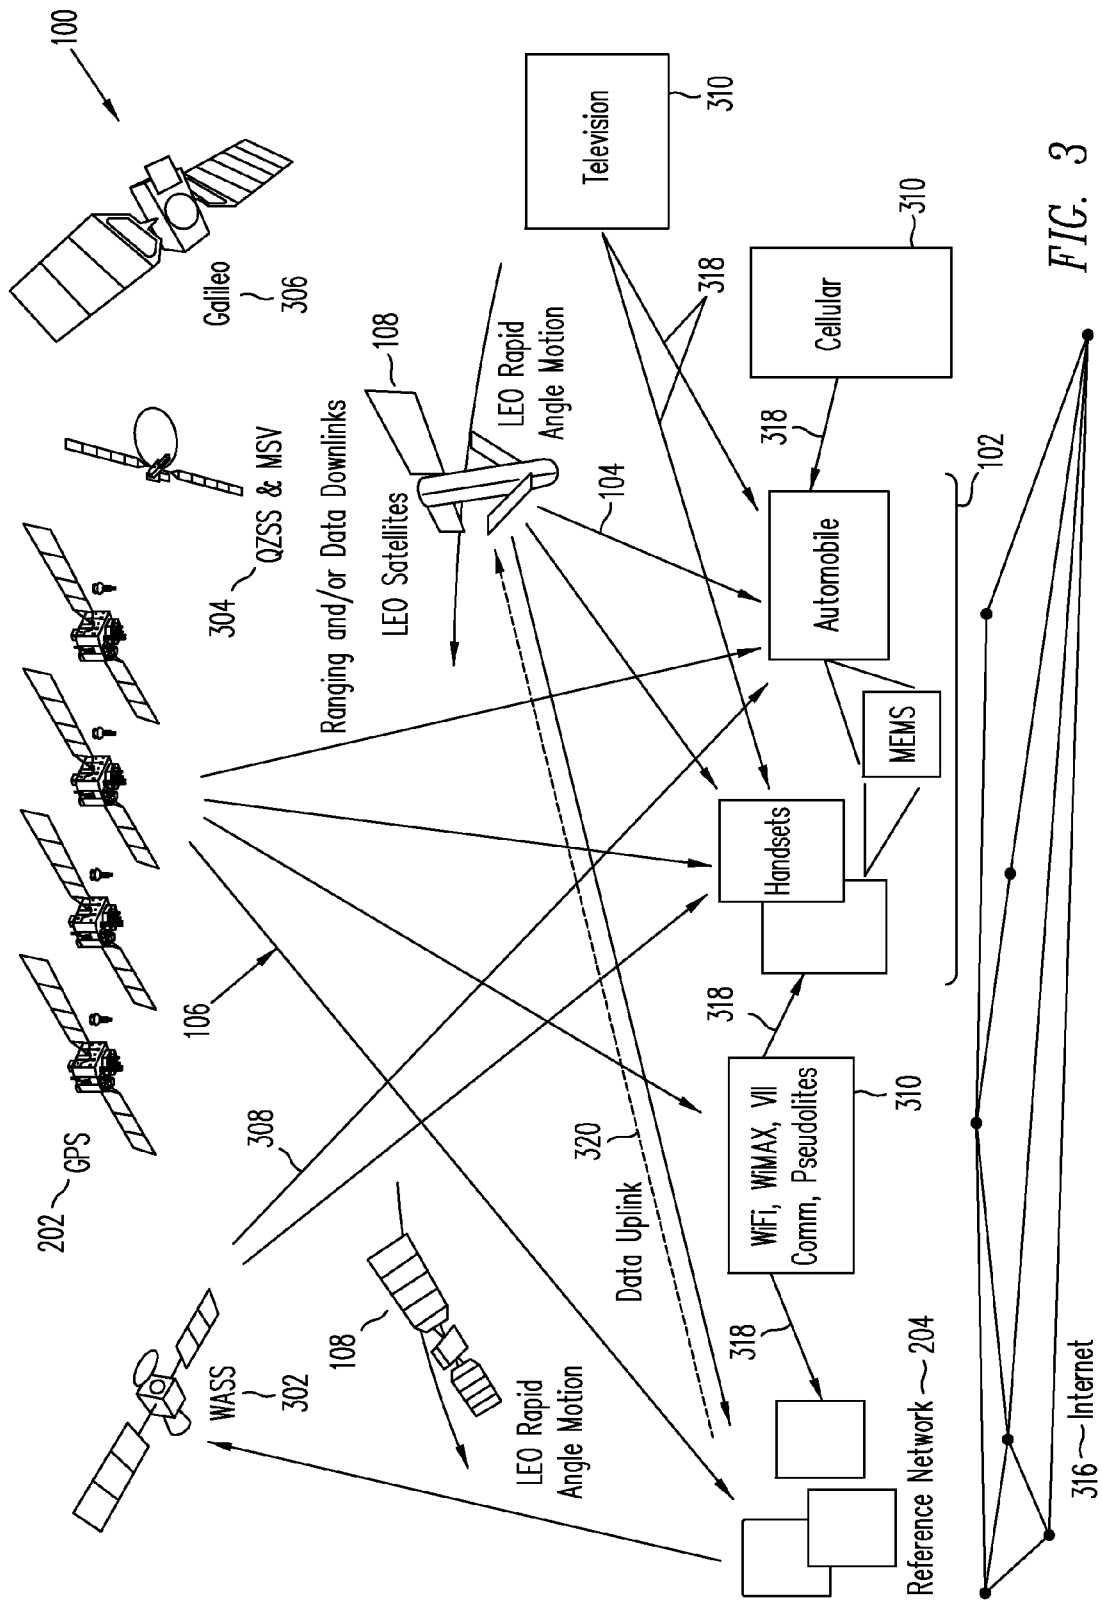 100
202
GPS
304
QZSS & MSV
Galileo
306
WASS
302
308
106
Ranging and/or Data Downlinks
LEO Satellites
108
108
LEO Rapid
Angle Motion
LEO Rapid
Angle Motion
104
Data Uplink
320
318
Television
310
Cellular
310
318
Automobile
MEMS
Handsets
102
318
WiFi, WiMAX, VII
Comm, Pseudolites
310
318
Reference Network
204
316
Internet
FIG. 3